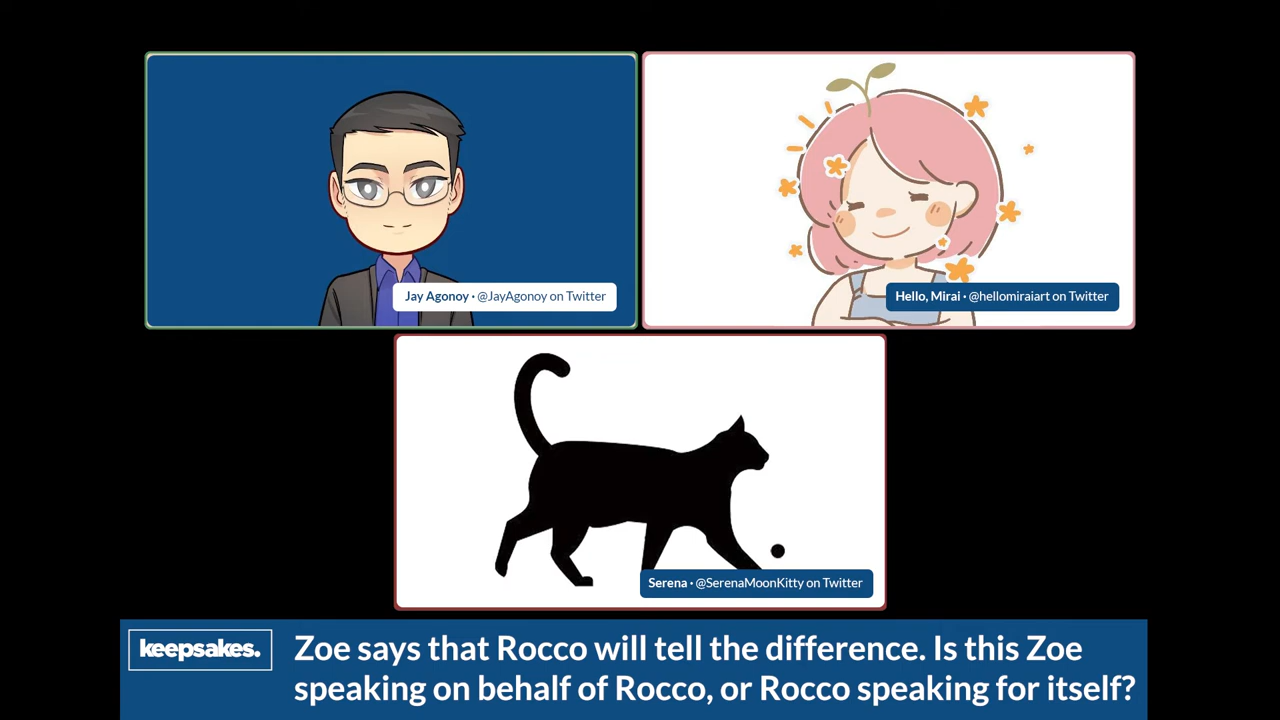 Jay Agonoy · @JayAgonoy on Twitter
Hello, Mirai · @hellomiraiart on Twitter
Serena · @SerenaMoonKitty on Twitter
keepsakes.
Zoe says that Rocco will tell the difference. Is this Zoe
speaking on behalf of Rocco, or Rocco speaking for itself?